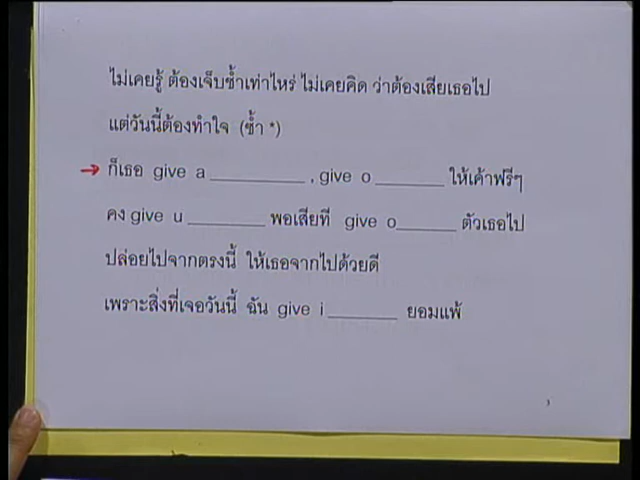 ไม่เคยรู้ ต้องเจ็บช้ำเท่าไหร่ ไม่เคยคิด ว่าต้องเสียเธอไป
แต่วันนี้ต้องทำใจ (ซ้ำ *)
→ ก็เธอ give a __________ , give o _______ ให้เค้าฟรีๆ
คง give u ________ พอเสียที give o______ ตัวเธอไป
ปล่อยไปจากตรงนี้ ให้เธอจากไปด้วยดี
เพราะสิ่งที่เจอวันนี้ ฉัน give i _______ ยอมแพ้